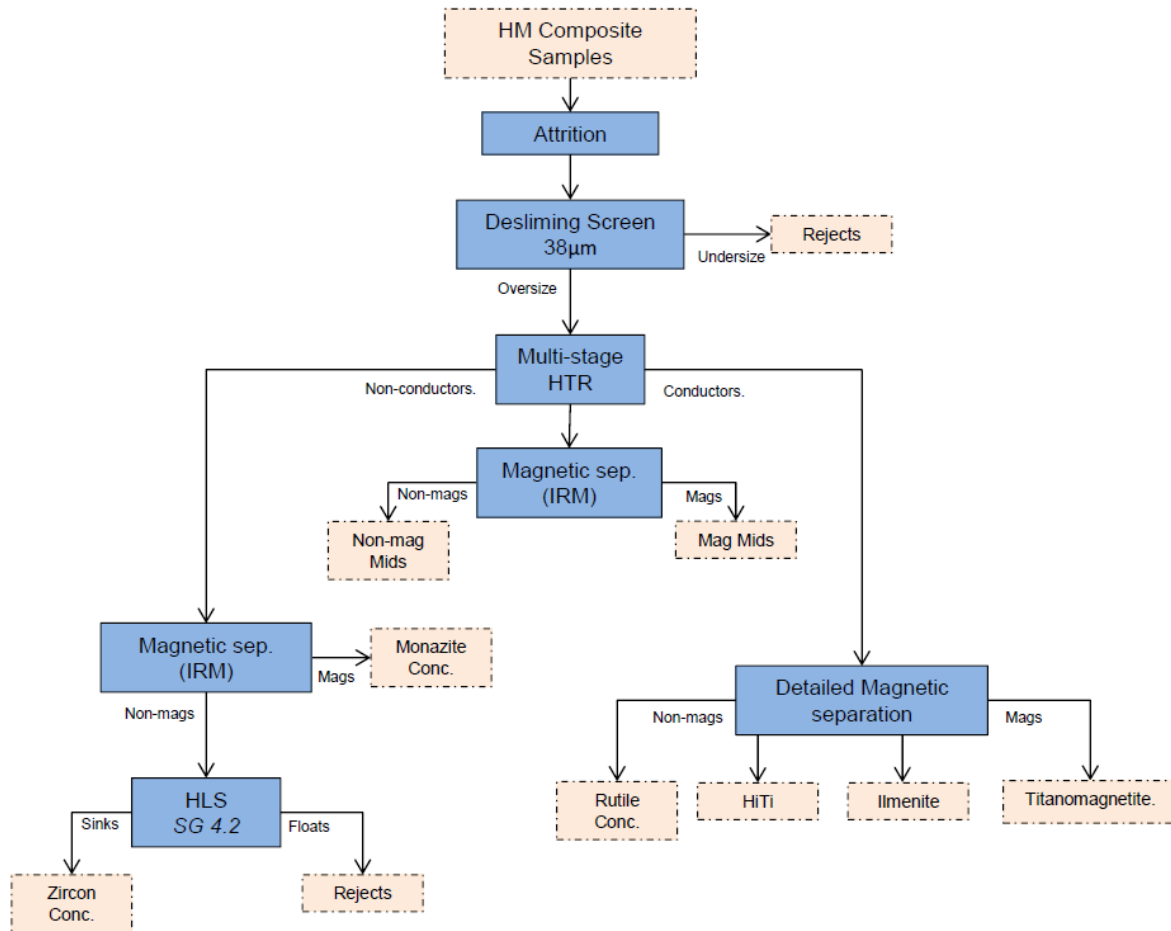 HM Composite
Samples
Attrition
Desliming Screen
38µm
Rejects
Undersize
Oversize
Multi-stage
HTR
Non-conductors.
Conductors.
Magnetic sep.
(IRM)
Non-mags
Mags
Non-mag
Mids
Mag Mids
Magnetic sep.
(IRM)
Monazite
Conc.
Mags
Non-mags
Detailed Magnetic
separation
Non-mags
Mags
Rutile
Conc.
HiTi
Ilmenite
Titanomagnetite.
HLS
SG 4.2
Sinks
Floats
Zircon
Conc.
Rejects